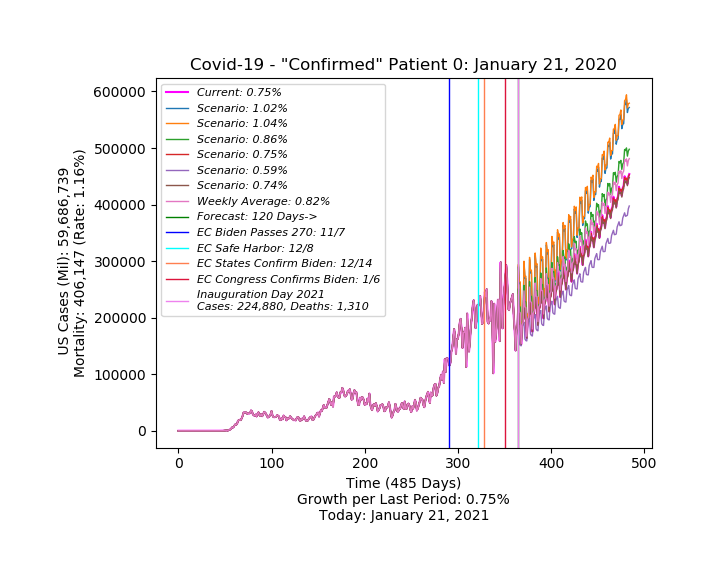 Covid-19 - "Confirmed" Patient 0: January 21, 2020
US Cases (Mil): 59,686,739
Mortality: 406,147 (Rate: 1.16%)
600000
500000
400000
300000
200000
100000
0
Current: 0.75%
Scenario: 1.02%
Scenario: 1.04%
Scenario: 0.86%
Scenario: 0.75%
Scenario: 0.59%
Scenario: 0.74%
Weekly Average: 0.82%
Forecast: 120 Days->
EC Biden Passes 270: 11/7
EC Safe Harbor: 12/8
EC States Confirm Biden: 12/14
EC Congress Confirms Biden: 1/6
Inauguration Day 2021
Cases: 224,880, Deaths: 1,310
0 100 200 300 400 500
Time (485 Days)
Growth per Last Period: 0.75%
Today: January 21, 2021